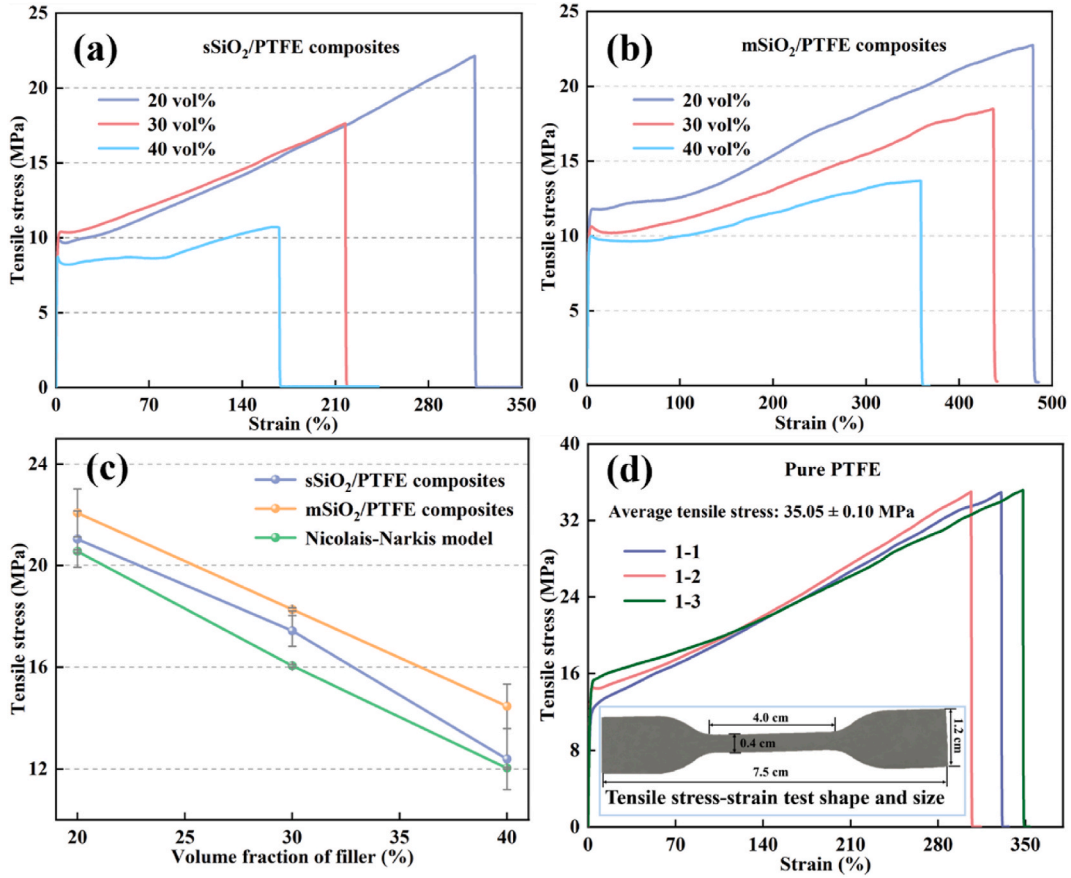 (a)
sSiO₂/PTFE composites
20 vol%
30 vol%
40 vol%
Tensile stress (MPa)
25
20
15
10
5
0
0 70 140 210 280 350
Strain (%)
(b)
mSiO₂/PTFE composites
20 vol%
30 vol%
40 vol%
Tensile stress (MPa)
25
20
15
10
5
0
0 100 200 300 400 500
Strain (%)
(c)
sSiO₂/PTFE composites
mSiO₂/PTFE composites
Nicolais-Narkis model
Tensile stress (MPa)
24
20
16
12
20 25 30 35 40
Volume fraction of filler (%)
(d)
Pure PTFE
Average tensile stress: 35.05 ± 0.10 MPa
1-1
1-2
1-3
Tensile stress (MPa)
40
32
24
16
8
0
4.0 cm
0.4 cm
1.2 cm
7.5 cm
Tensile stress-strain test shape and size
0 70 140 210 280 350
Strain (%)